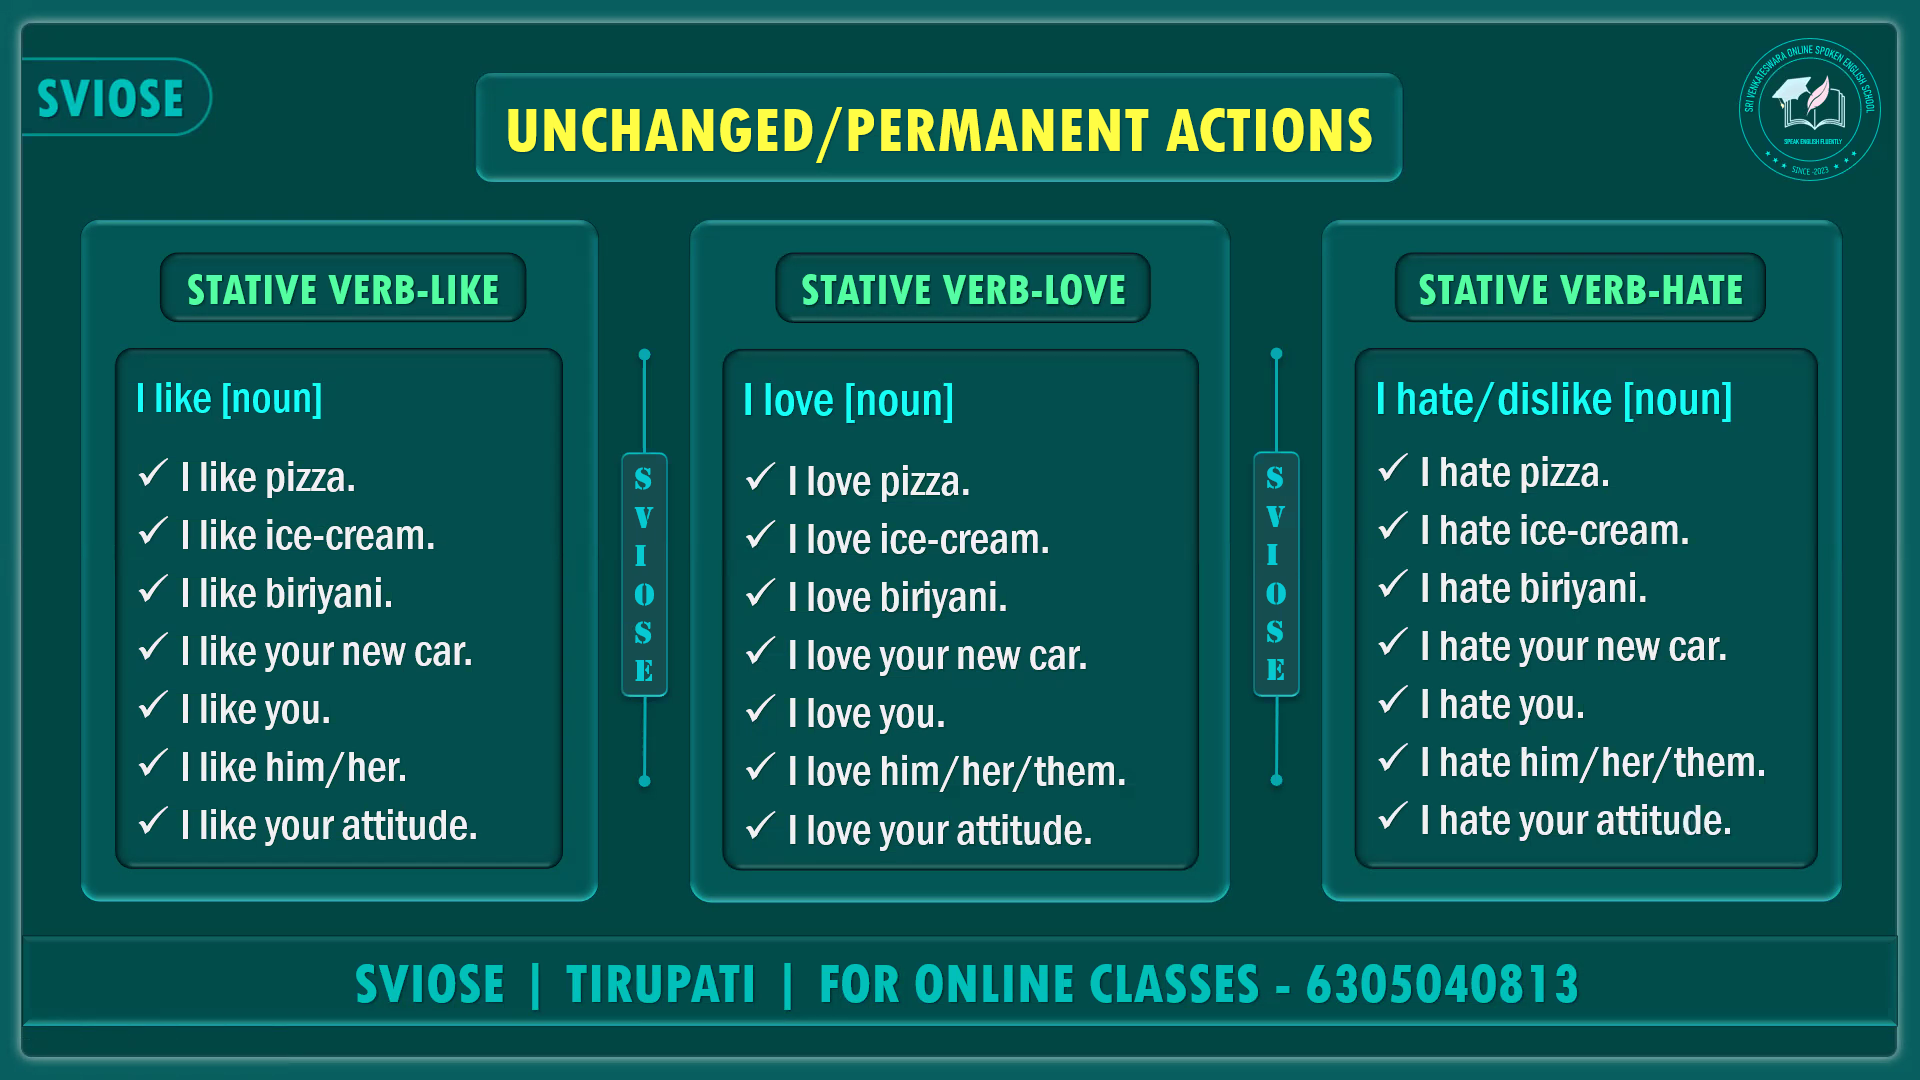 SVIOSE
UNCHANGED/PERMANENT ACTIONS
SRI VENKATESWARA ONLINE SPOKEN ENGLISH SCHOOL
SPEAK ENGLISH FLUENTLY
SINCE -2023
STATIVE VERB-LIKE
I like [noun]
✓ I like pizza.
✓ I like ice-cream.
✓ I like biriyani.
✓ I like your new car.
✓ I like you.
✓ I like him/her.
✓ I like your attitude.
SVIOSE
STATIVE VERB-LOVE
I love [noun]
✓ I love pizza.
✓ I love ice-cream.
✓ I love biriyani.
✓ I love your new car.
✓ I love you.
✓ I love him/her/them.
✓ I love your attitude.
SVIOSE
STATIVE VERB-HATE
I hate/dislike [noun]
✓ I hate pizza.
✓ I hate ice-cream.
✓ I hate biriyani.
✓ I hate your new car.
✓ I hate you.
✓ I hate him/her/them.
✓ I hate your attitude.
SVIOSE | TIRUPATI | FOR ONLINE CLASSES - 6305040813